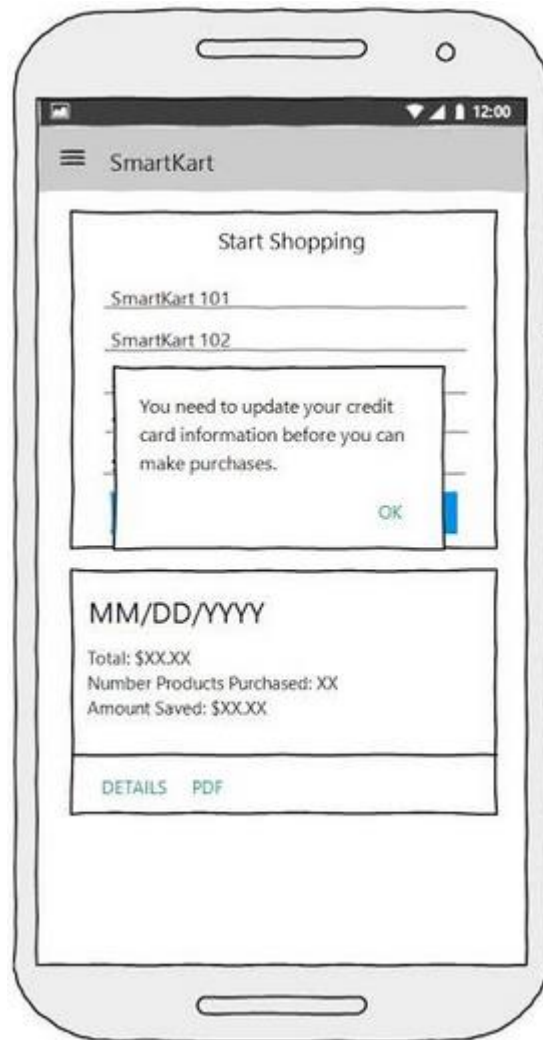 12:00
SmartKart
Start Shopping
SmartKart 101
SmartKart 102
You need to update your credit
card information before you can
make purchases.
OK
MM/DD/YYYY
Total: $XX.XX
Number Products Purchased: XX
Amount Saved: $XX.XX
DETAILS PDF